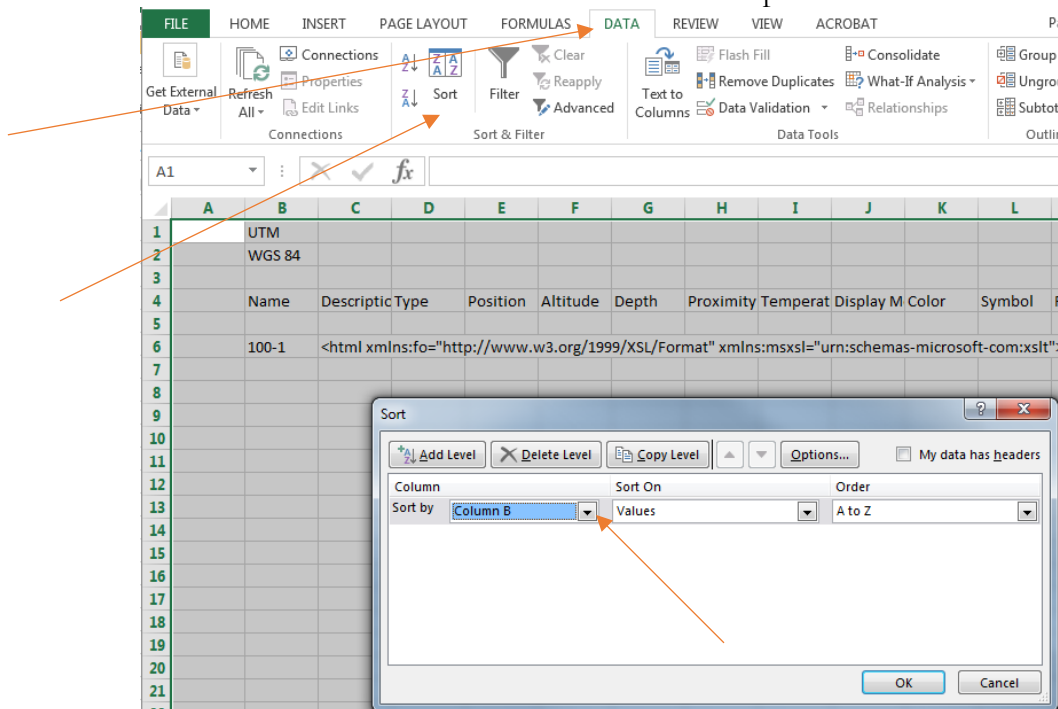 FILE HOME INSERT PAGE LAYOUT FORMULAS DATA REVIEW VIEW ACROBAT
Get External Data
Refresh All
Connections
Properties
Edit Links
Connections
Sort
Filter
Clear
Reapply
Advanced
Sort & Filter
Text to Columns
Flash Fill
Remove Duplicates
Data Validation
Consolidate
What-If Analysis
Relationships
Data Tools
Group
A1
fx
A B C D E F G H I J K L
1 UTM
2 WGS 84
3
4 Name Descriptic Type Position Altitude Depth Proximity Temperat Display M Color Symbol
5
6 100-1 <html xmlns:fo="http://www.w3.org/1999/XSL/Format" xmlns:msxsl="urn:schemas-microsoft-com:xslt">
7
8
9
10
11
12
13
14
15
16
17
18
19
20
21
Sort
Add Level Delete Level Copy Level Options... My data has headers
Column Sort On Order
Sort by Column B Values A to Z
OK Cancel